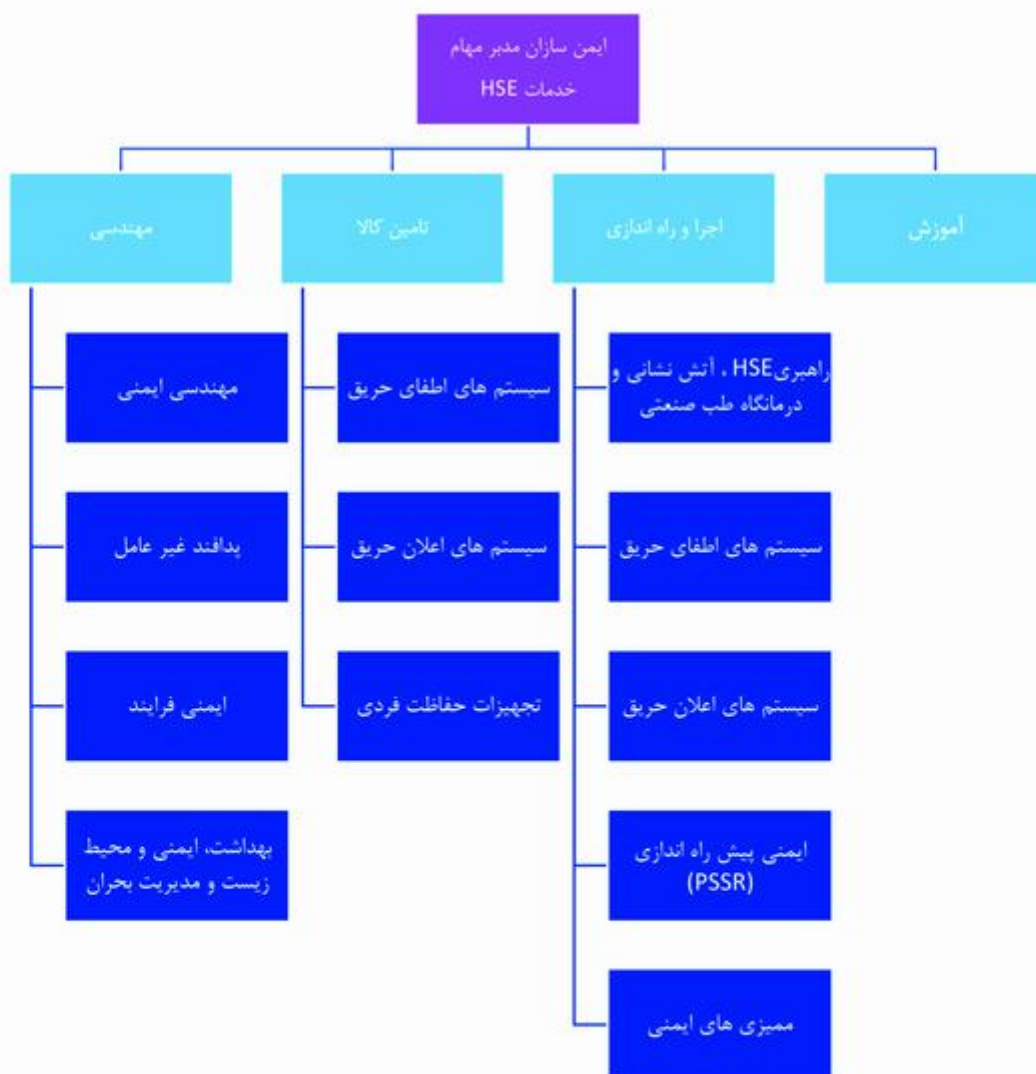 ایمن سازان مدبر مهام
خدمات HSE
آموزش
اجرا و راه اندازی
تامین کالا
مهندسی
راهبریHSE ، آتش نشانی و
درمانگاه طب صنعتی
سیستم های اطفای حریق
سیستم های اعلان حریق
ایمنی پیش راه اندازی
(PSSR)
ممیزی های ایمنی
سیستم های اطفای حریق
سیستم های اعلان حریق
تجهیزات حفاظت فردی
مهندسی ایمنی
پدافند غیر عامل
ایمنی فرایند
بهداشت، ایمنی و محیط
زیست و مدیریت بحران